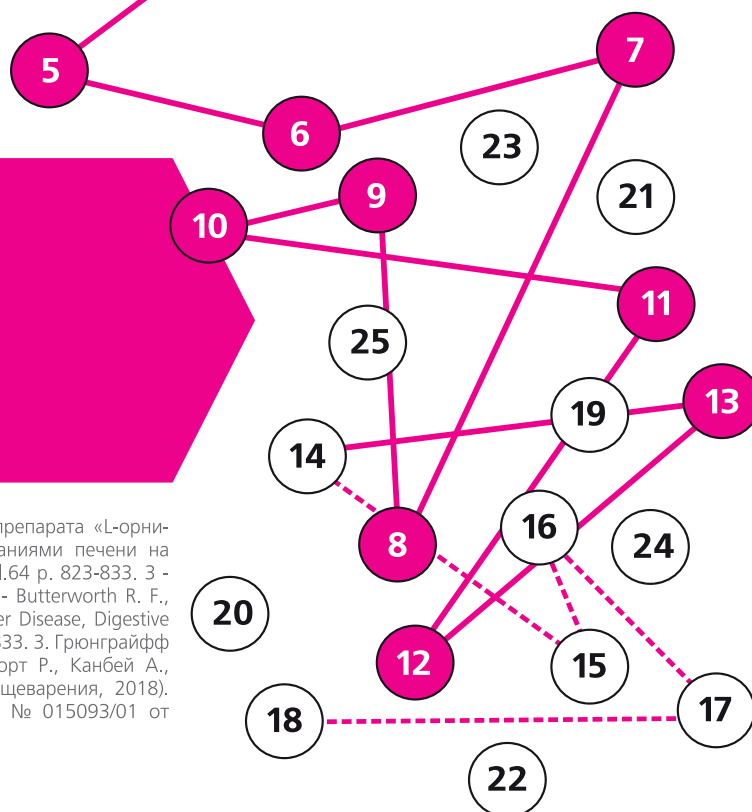 5
7
6
23
9
21
10
11
25
13
19
14
16
8
24
препарата «L-орни-
аниями печени на
l.64 p. 823-833. 3 -
- Butterworth R. F.,
er Disease, Digestive
333. 3. Грюнграйфф
орт Р., Канбей А.,
щеварения, 2018).
№ 015093/01 от
20
12
15
17
18
22